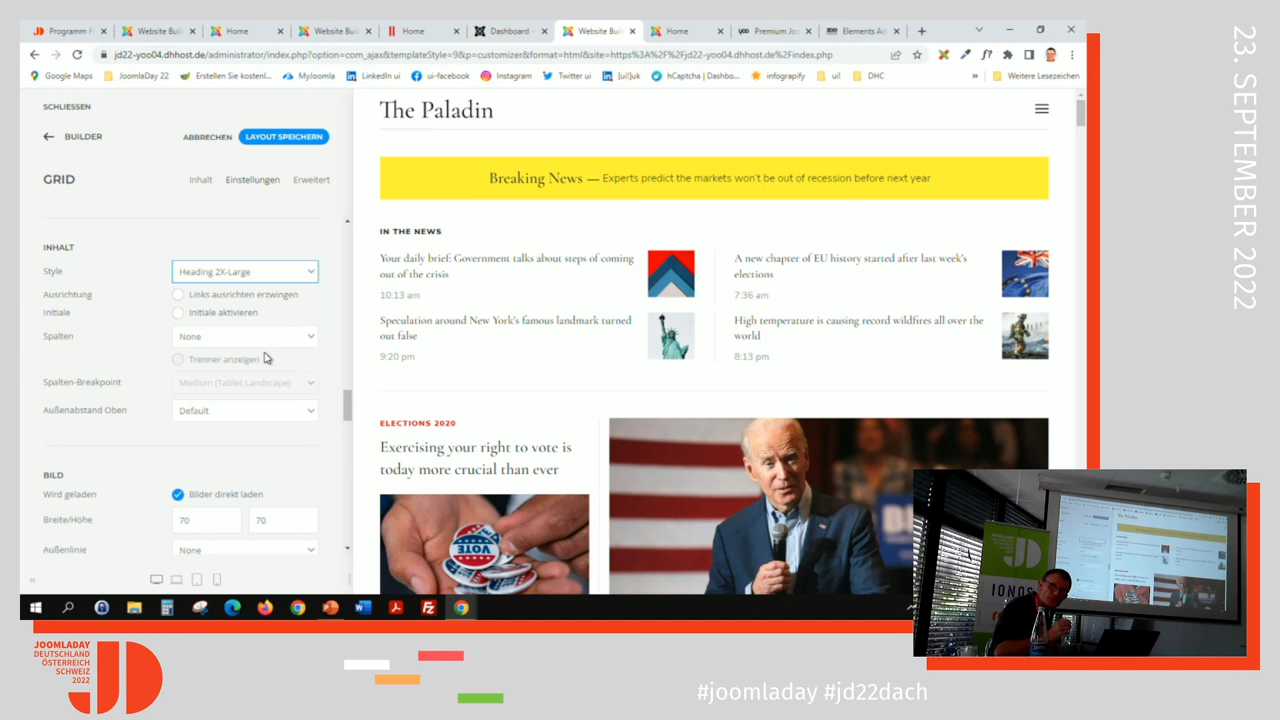 Programm F
Website Buil
Home
Website Buil
Home
Dashboard
Website Buil
Home
Premium Joo
Elements Ad
jd22-yoo04.dhhost.de/administrator/index.php?option=com_ajax&templateStyle=9&p=customizer&format=html&site=https%3A%2F%2Fjd22-yoo04.dhhost.de%2Findex.php
Google Maps
JoomlaDay 22
Erstellen Sie kostenl...
MyJoomla
LinkedIn ui
ui-facebook
Instagram
Twitter ui
[ui!]uk
hCaptcha | Dashbo...
infograpify
ui!
DHC
»
Weitere Lesezeichen
SCHLIESSEN
BUILDER
ABBRECHEN
LAYOUT SPEICHERN
GRID
Inhalt
Einstellungen
Erweitert
INHALT
Style
Heading 2X-Large
Ausrichtung
Links ausrichten erzwingen
Initiale
Initiale aktivieren
Spalten
None
Trenner anzeigen
Spalten-Breakpoint
Medium (Tablet Landscape)
Außenabstand Oben
Default
BILD
Wird geladen
Bilder direkt laden
Breite/Höhe
70
70
Außenlinie
None
The Paladin
Breaking News — Experts predict the markets won't be out of recession before next year
IN THE NEWS
Your daily brief: Government talks about steps of coming
out of the crisis
10:13 am
A new chapter of EU history started after last week's
elections
7:36 am
Speculation around New York's famous landmark turned
out false
9:20 pm
High temperature is causing record wildfires all over the
world
8:13 pm
ELECTIONS 2020
Exercising your right to vote is
today more crucial than ever
VOTE
23. SEPTEMBER 2022
IONOS
JOOMLADAY
DEUTSCHLAND
ÖSTERREICH
SCHWEIZ
2022
JD
#joomladay #jd22dach